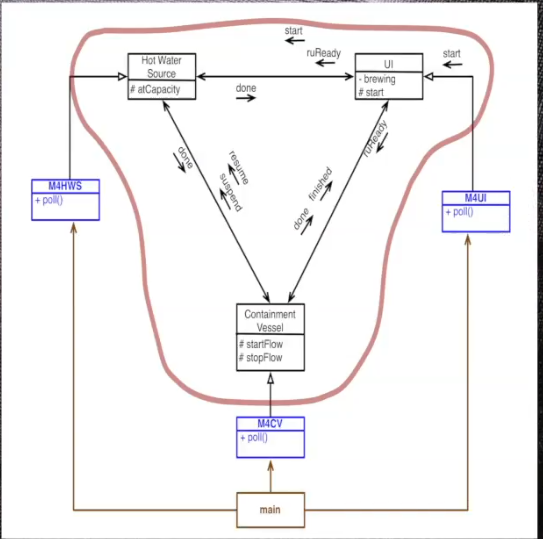 start
ruReady
start
Hot Water
Source
# atCapacity
done
UI
- brewing
# start
done
resume
suspend
done
finished
ruReady
M4HWS
+ poll()
M4UI
+ poll()
Containment
Vessel
# startFlow
# stopFlow
M4CV
+ poll()
main